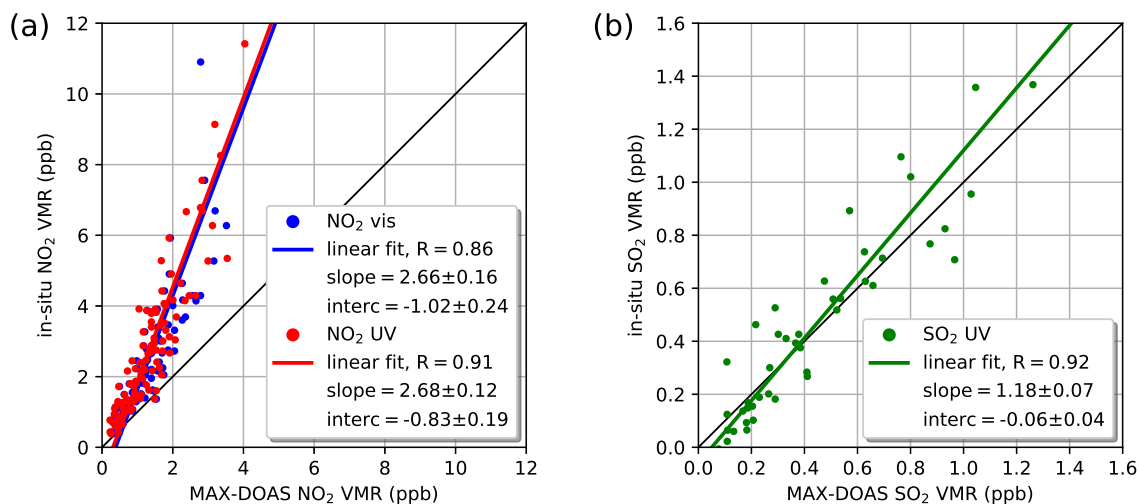 (a)
12
10
8
6
4
2
0
in-situ NO₂ VMR (ppb)
NO₂ vis
linear fit, R = 0.86
slope = 2.66±0.16
interc = -1.02±0.24
NO₂ UV
linear fit, R = 0.91
slope = 2.68±0.12
interc = -0.83±0.19
0 2 4 6 8 10 12
MAX-DOAS NO₂ VMR (ppb)
(b)
1.6
1.4
1.2
1.0
0.8
0.6
0.4
0.2
0.0
in-situ SO₂ VMR (ppb)
SO₂ UV
linear fit, R = 0.92
slope = 1.18±0.07
interc = -0.06±0.04
0.0 0.2 0.4 0.6 0.8 1.0 1.2 1.4 1.6
MAX-DOAS SO₂ VMR (ppb)